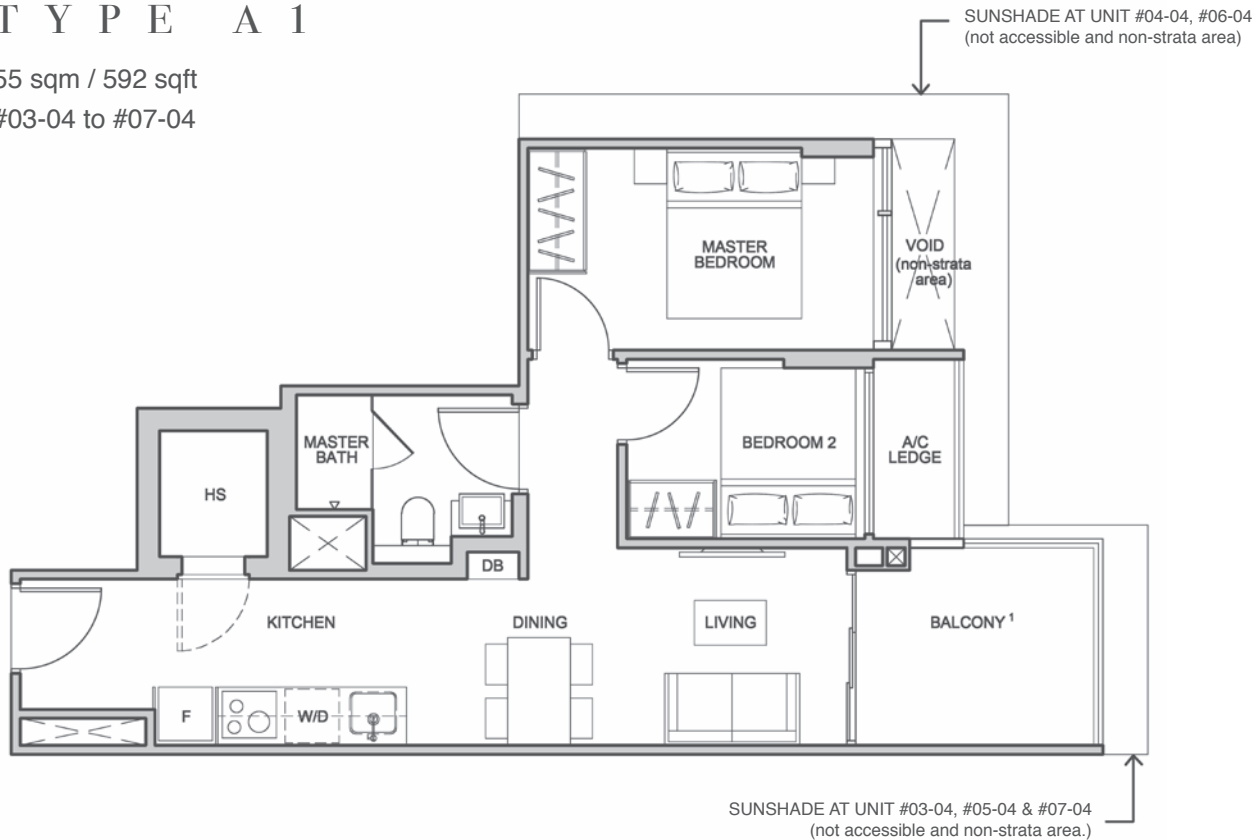 TYPE A1
55 sqm / 592 sqft
#03-04 to #07-04
SUNSHADE AT UNIT #04-04, #06-04
(not accessible and non-strata area)
MASTER
BEDROOM
VOID
(non-strata
area)
MASTER
BATH
BEDROOM 2
A/C
LEDGE
HS
DB
KITCHEN
DINING
LIVING
BALCONY ¹
F
W/D
SUNSHADE AT UNIT #03-04, #05-04 & #07-04
(not accessible and non-strata area.)